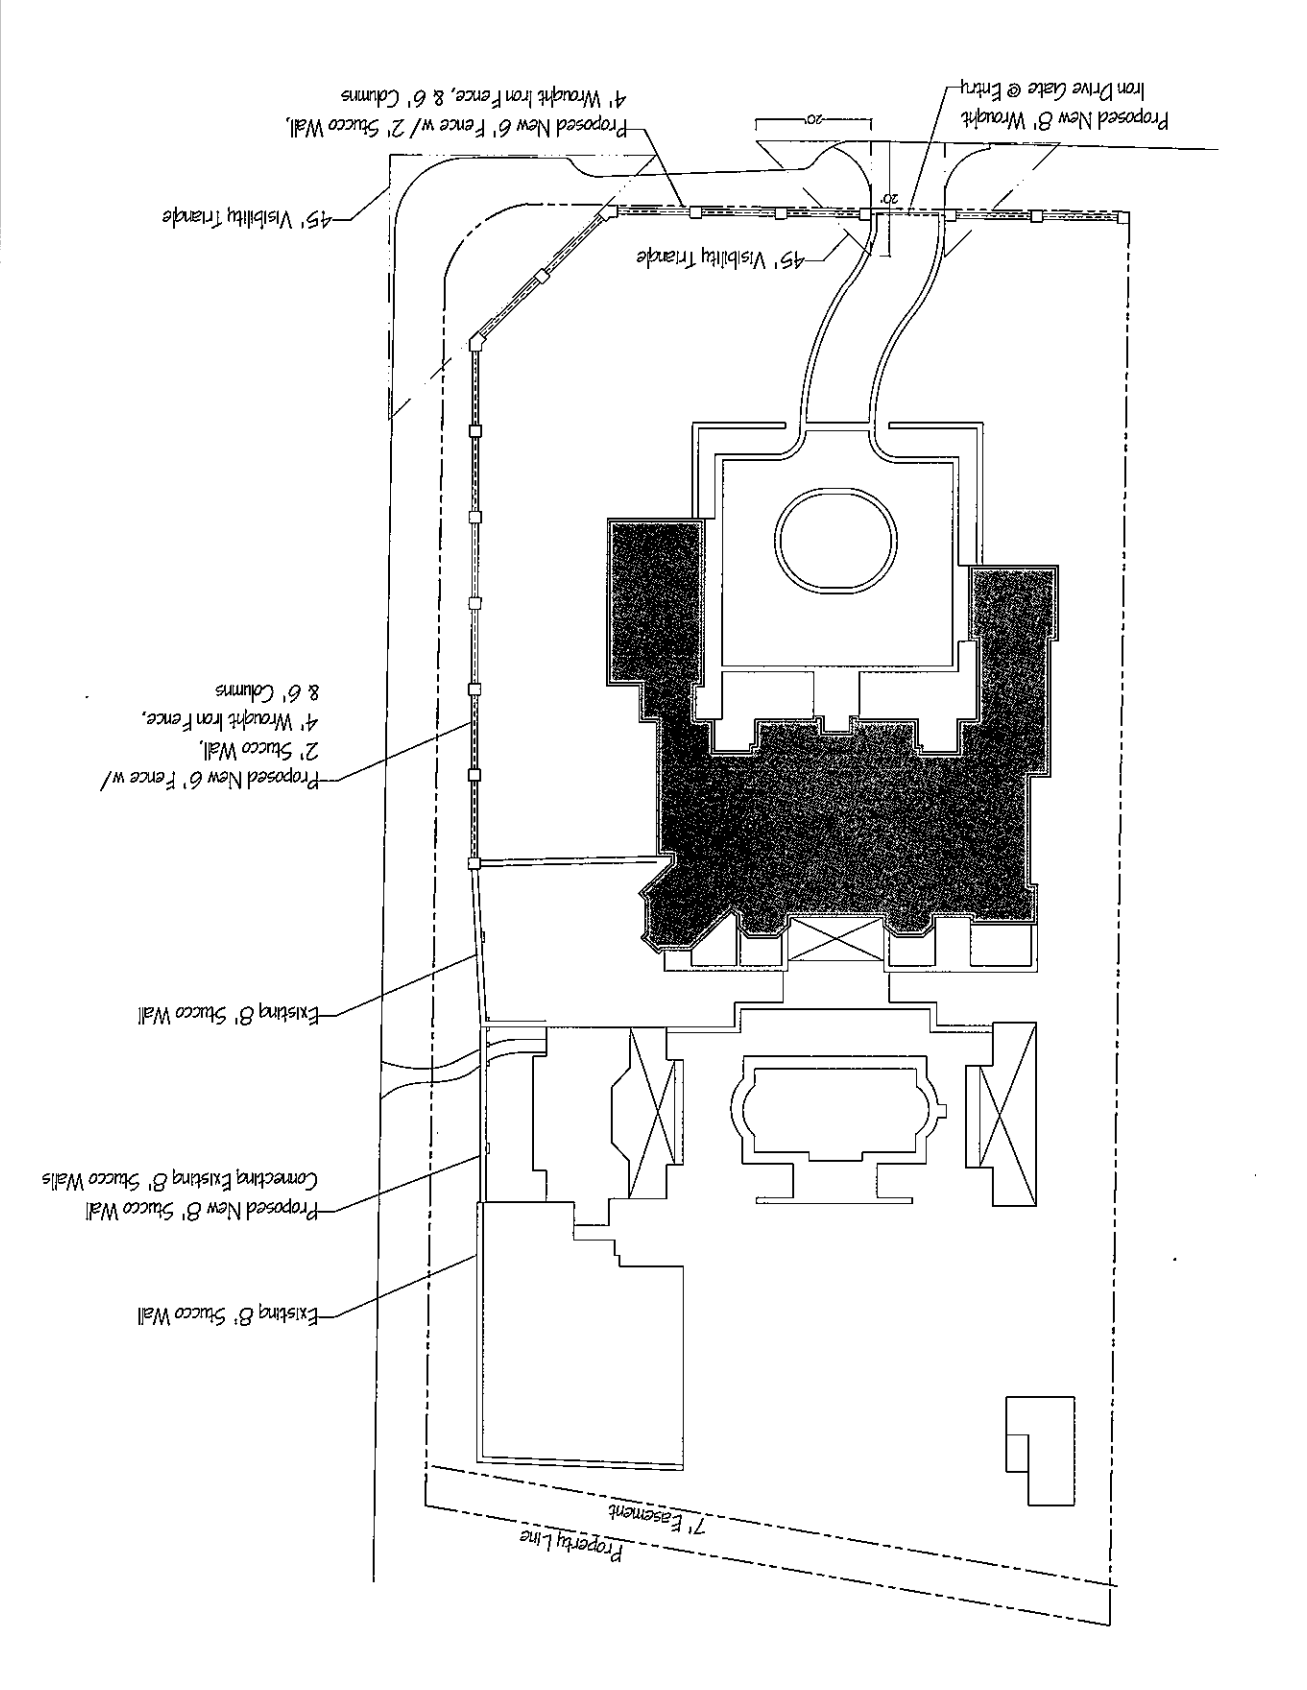 Property Line
7' Easement
Existing 8' Stucco Wall
Proposed New 8' Stucco Wall
Connecting Existing 8' Stucco Walls
Existing 8' Stucco Wall
Proposed New 6' Fence w/
2' Stucco Wall,
4' Wrought Iron Fence,
& 6' Columns
45' Visibility Triangle
45' Visibility Triangle
20'
20'
Proposed New 8' Wrought
Iron Drive Gate @ Entry
Proposed New 6' Fence w/ 2' Stucco Wall,
4' Wrought Iron Fence, & 6' Columns